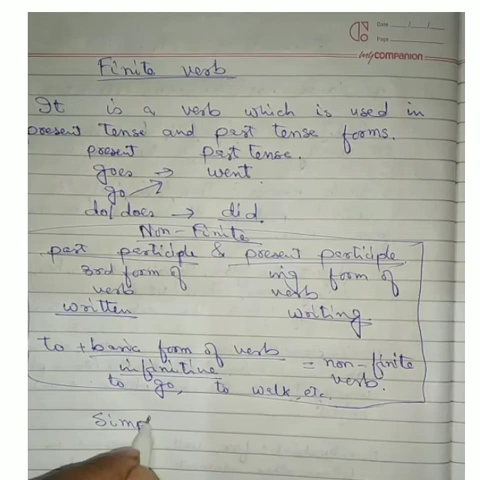 Date / /
Page
My companion
Finite verb
It is a verb which is used in
present tense and past tense forms.
present past tense.
goes → went.
go
do/does → did.
Non-Finite
past participle & present participle
3rd form of ing form of
verb verb
written writing
to + basic form of verb = non-finite
infinitive verb.
to go, to walk, etc.
Simp